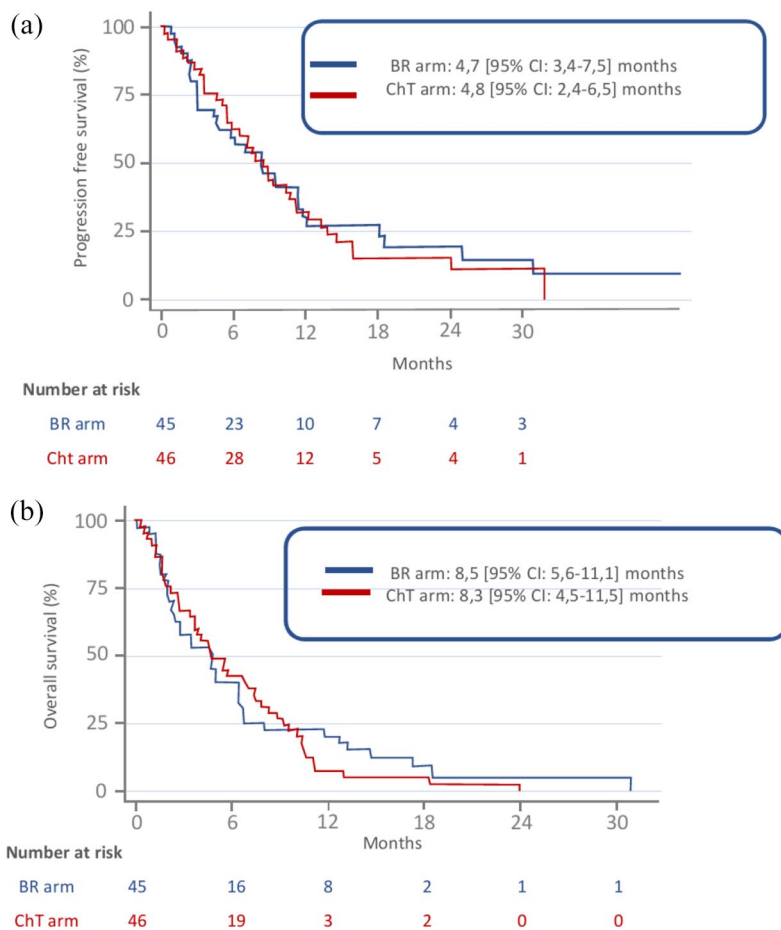 (a)
Progression free survival (%)
100
75
50
25
0
BR arm: 4,7 [95% CI: 3,4-7,5] months
ChT arm: 4,8 [95% CI: 2,4-6,5] months
0 6 12 18 24 30
Months
Number at risk
BR arm 45 23 10 7 4 3
Cht arm 46 28 12 5 4 1
(b)
Overall survival (%)
100
75
50
25
0
BR arm: 8,5 [95% CI: 5,6-11,1] months
ChT arm: 8,3 [95% CI: 4,5-11,5] months
0 6 12 18 24 30
Months
Number at risk
BR arm 45 16 8 2 1 1
ChT arm 46 19 3 2 0 0